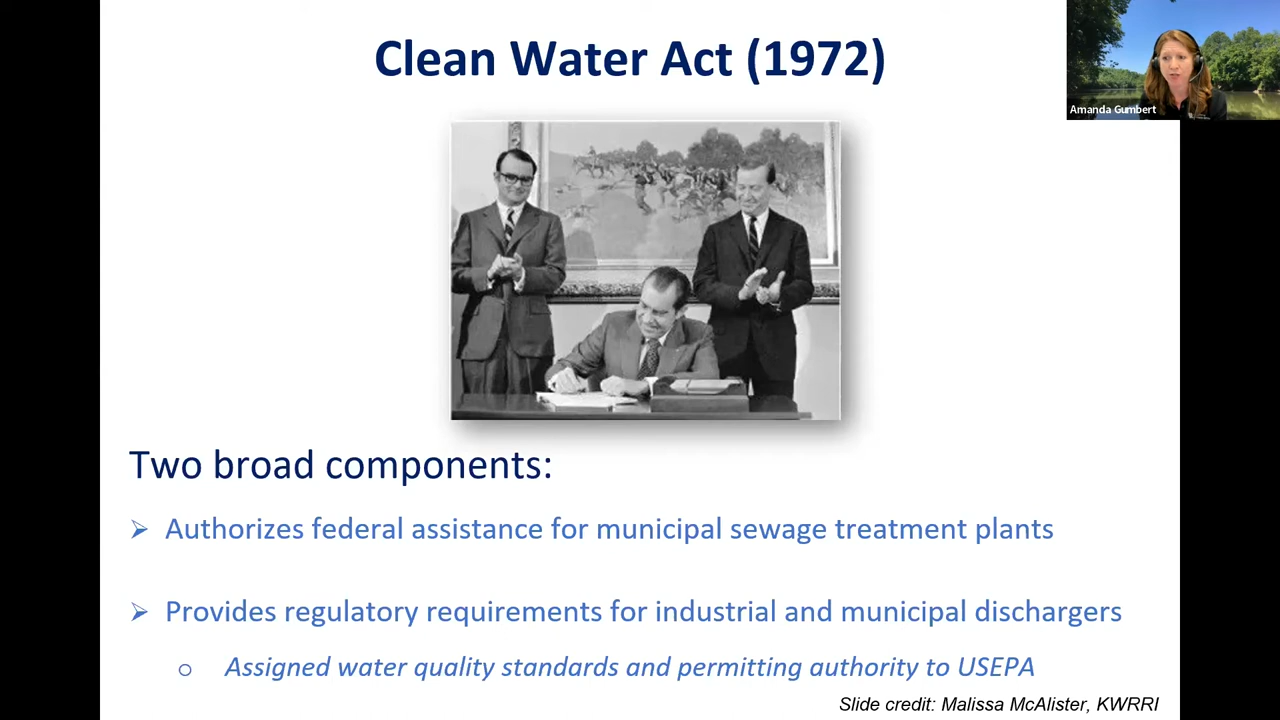 Clean Water Act (1972)
Amanda Gumbert
Two broad components:
➢ Authorizes federal assistance for municipal sewage treatment plants
➢ Provides regulatory requirements for industrial and municipal dischargers
o Assigned water quality standards and permitting authority to USEPA
Slide credit: Malissa McAlister, KWRRI